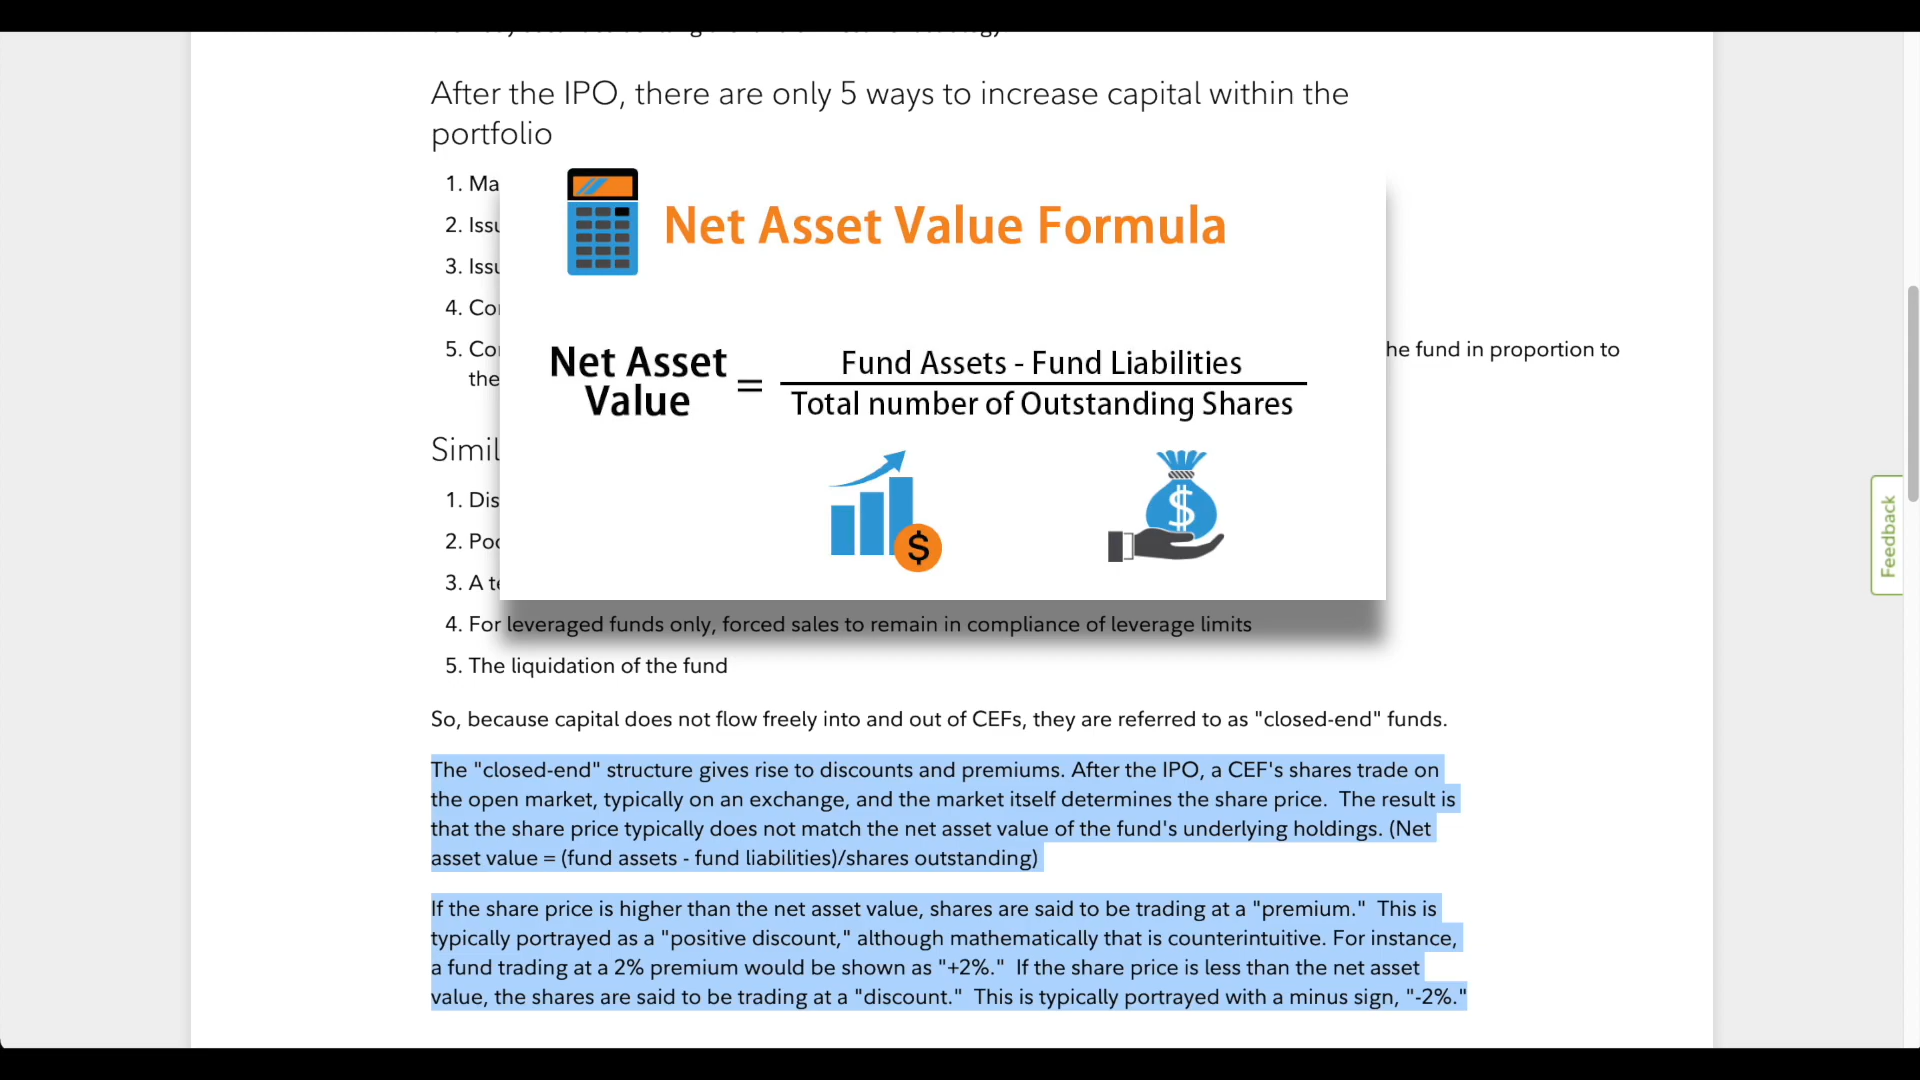 After the IPO, there are only 5 ways to increase capital within the
portfolio
1. Ma
2. Issu
3. Issu
4. Co
5. Co
he fund in proportion to
the
Net Asset Value Formula
Net Asset
Value
=
Fund Assets - Fund Liabilities
Total number of Outstanding Shares
$
$
Simil
1. Dis
2. Poo
3. A te
4. For leveraged funds only, forced sales to remain in compliance of leverage limits
5. The liquidation of the fund
So, because capital does not flow freely into and out of CEFs, they are referred to as "closed-end" funds.
The "closed-end" structure gives rise to discounts and premiums. After the IPO, a CEF's shares trade on
the open market, typically on an exchange, and the market itself determines the share price.  The result is
that the share price typically does not match the net asset value of the fund's underlying holdings. (Net
asset value = (fund assets - fund liabilities)/shares outstanding)
If the share price is higher than the net asset value, shares are said to be trading at a "premium."  This is
typically portrayed as a "positive discount," although mathematically that is counterintuitive. For instance,
a fund trading at a 2% premium would be shown as "+2%."  If the share price is less than the net asset
value, the shares are said to be trading at a "discount."  This is typically portrayed with a minus sign, "-2%."
Feedback